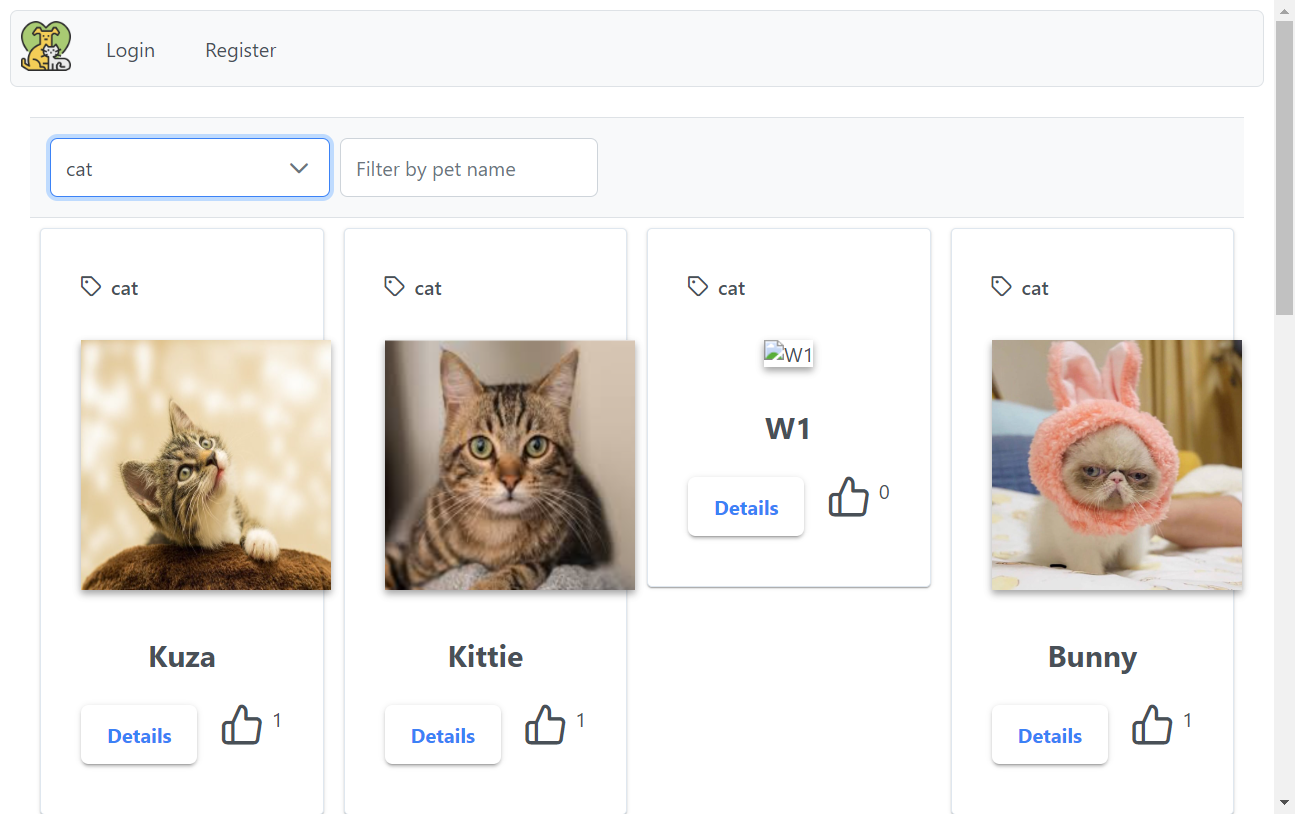 Login Register
cat Filter by pet name
cat cat cat cat
W1
W1
Details 0
Kuza Kittie Bunny
Details 1 Details 1 Details 1